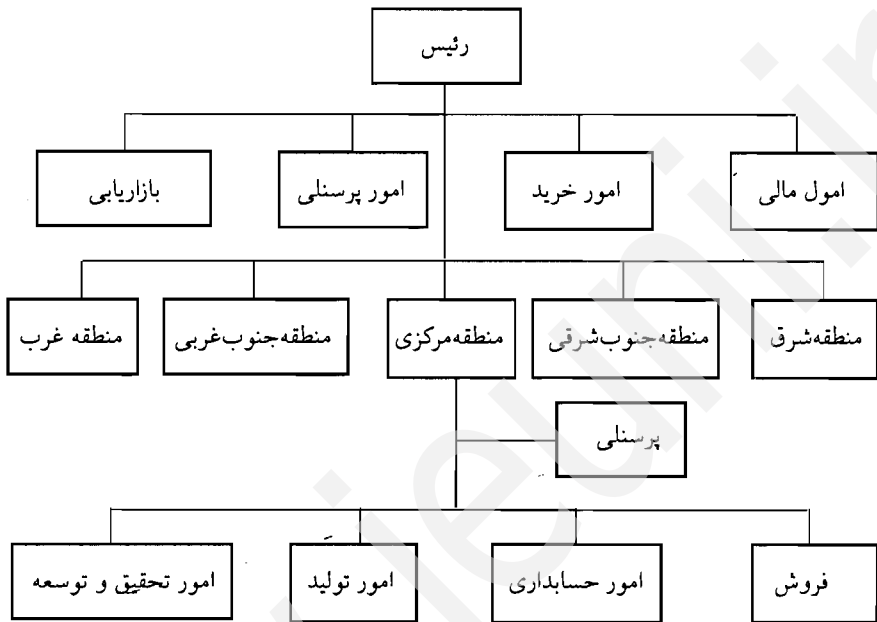 رئیس
امول مالی
امور خرید
امور پرسنلی
بازاریابی
منطقه شرق
منطقه جنوب شرقی
منطقه مرکزی
منطقه جنوب غربی
منطقه غرب
پرسنلی
فروش
امور حسابداری
امور تولید
امور تحقیق و توسعه